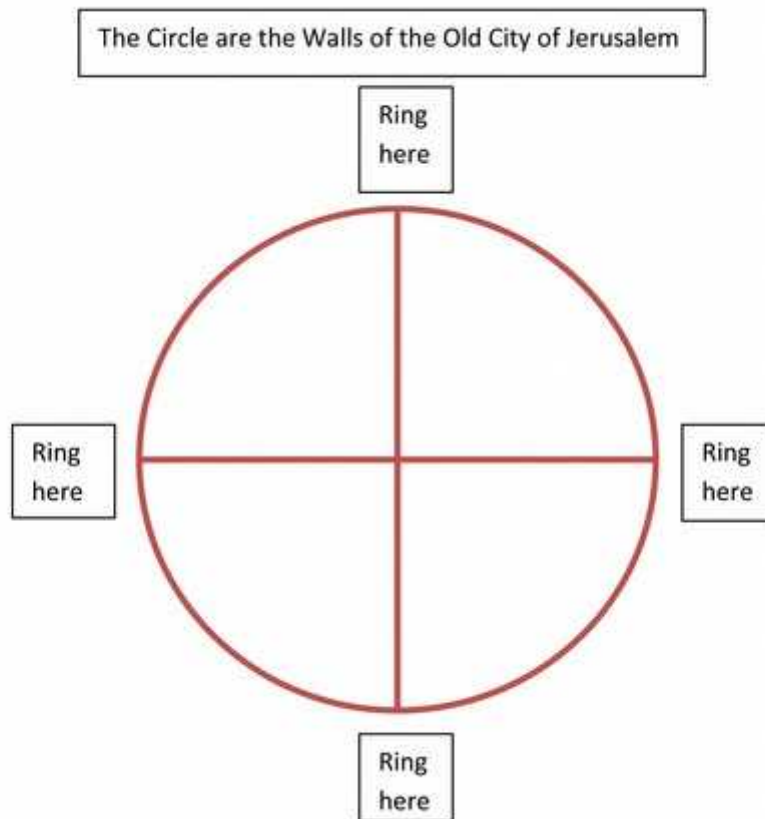 The Circle are the Walls of the Old City of Jerusalem
Ring
here
Ring
here
Ring
here
Ring
here